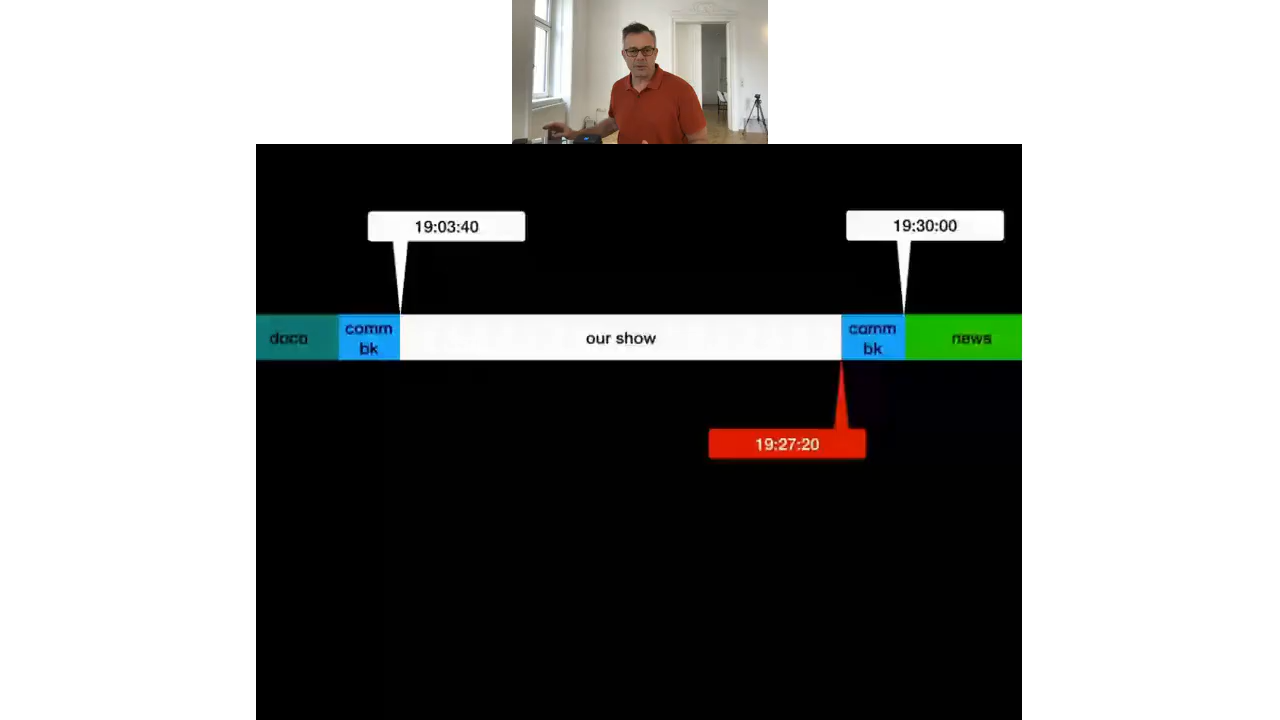 19:03:40
19:30:00
doco
comm
bk
our show
comm
bk
news
19:27:20